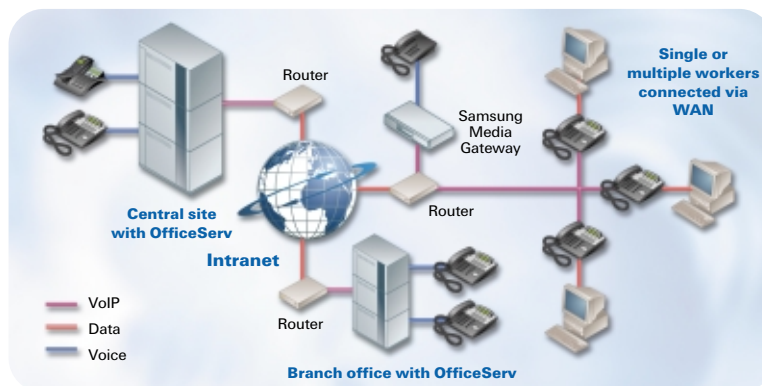 Router
Single or
multiple workers
connected via
WAN
Samsung
Media
Gateway
Central site
with OfficeServ
Router
Intranet
VoIP
Data
Voice
Router
Branch office with OfficeServ